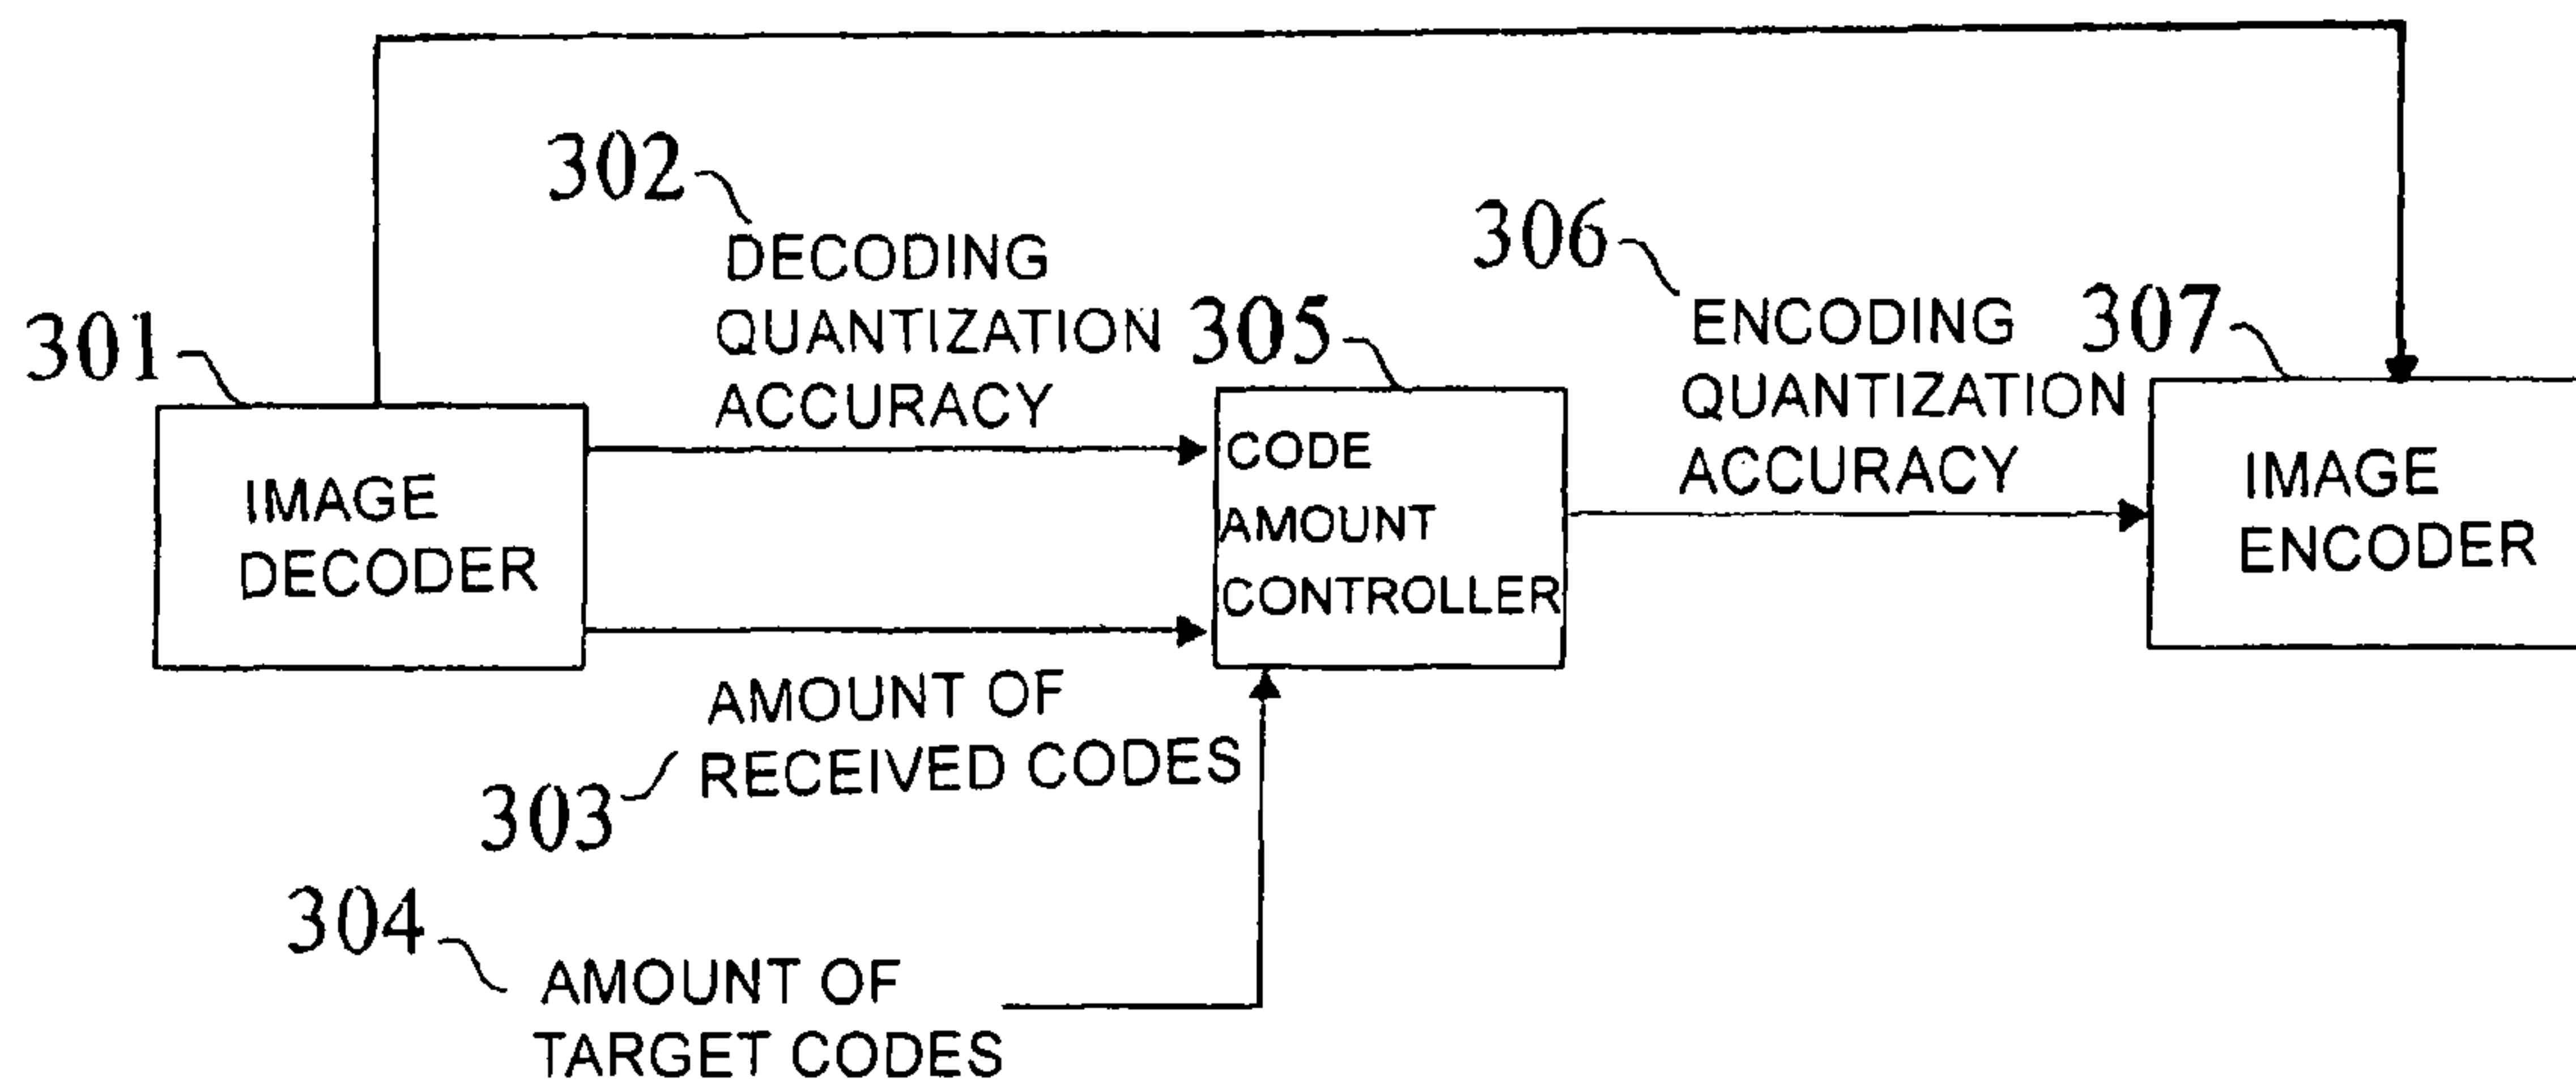 302
DECODING
QUANTIZATION
ACCURACY
306
ENCODING
QUANTIZATION
ACCURACY
301
IMAGE
DECODER
305
CODE
AMOUNT
CONTROLLER
307
IMAGE
ENCODER
AMOUNT OF
RECEIVED CODES
303
304
AMOUNT OF
TARGET CODES